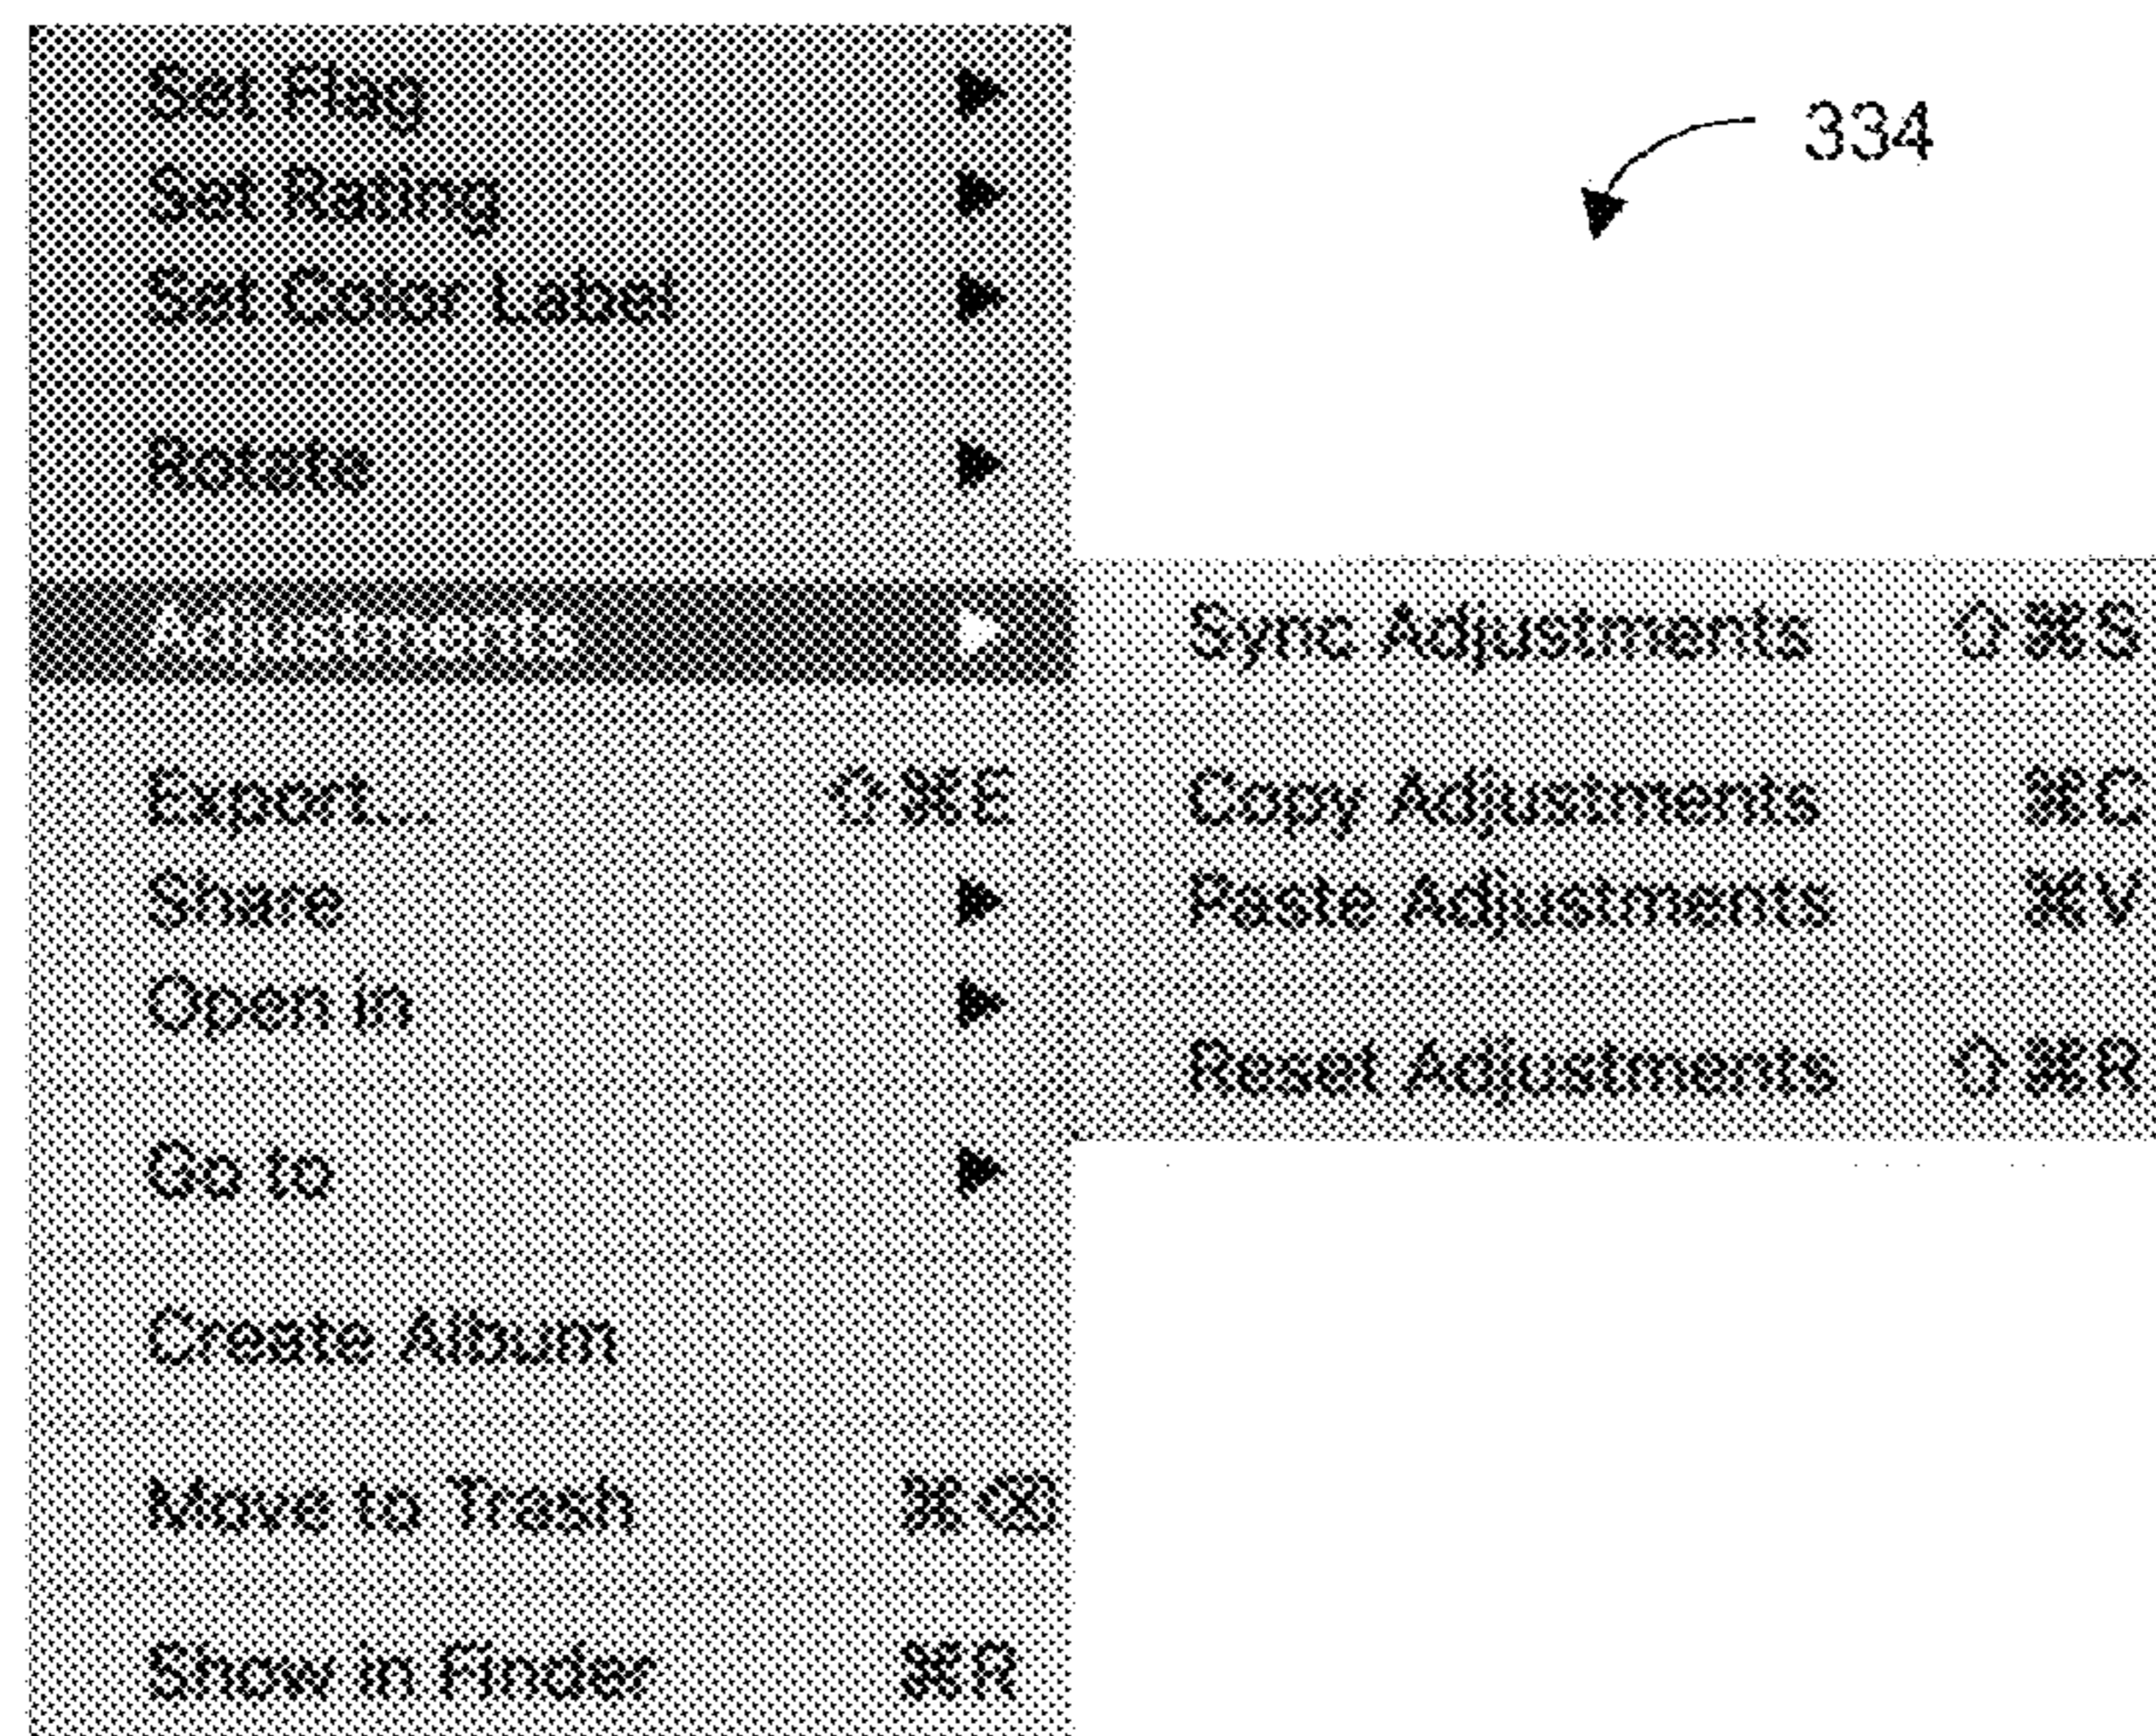 Set Flag ▶
Set Rating ▶
Set Color Label ▶
Rotate ▶
Adjustments ▶
Export... ⇧⌘E
Share ▶
Open in ▶
Go to ▶
Create Album
Move to Trash ⌘⌫
Show in Finder ⌘R
334
Sync Adjustments ⇧⌘S
Copy Adjustments ⌘C
Paste Adjustments ⌘V
Reset Adjustments ⇧⌘R